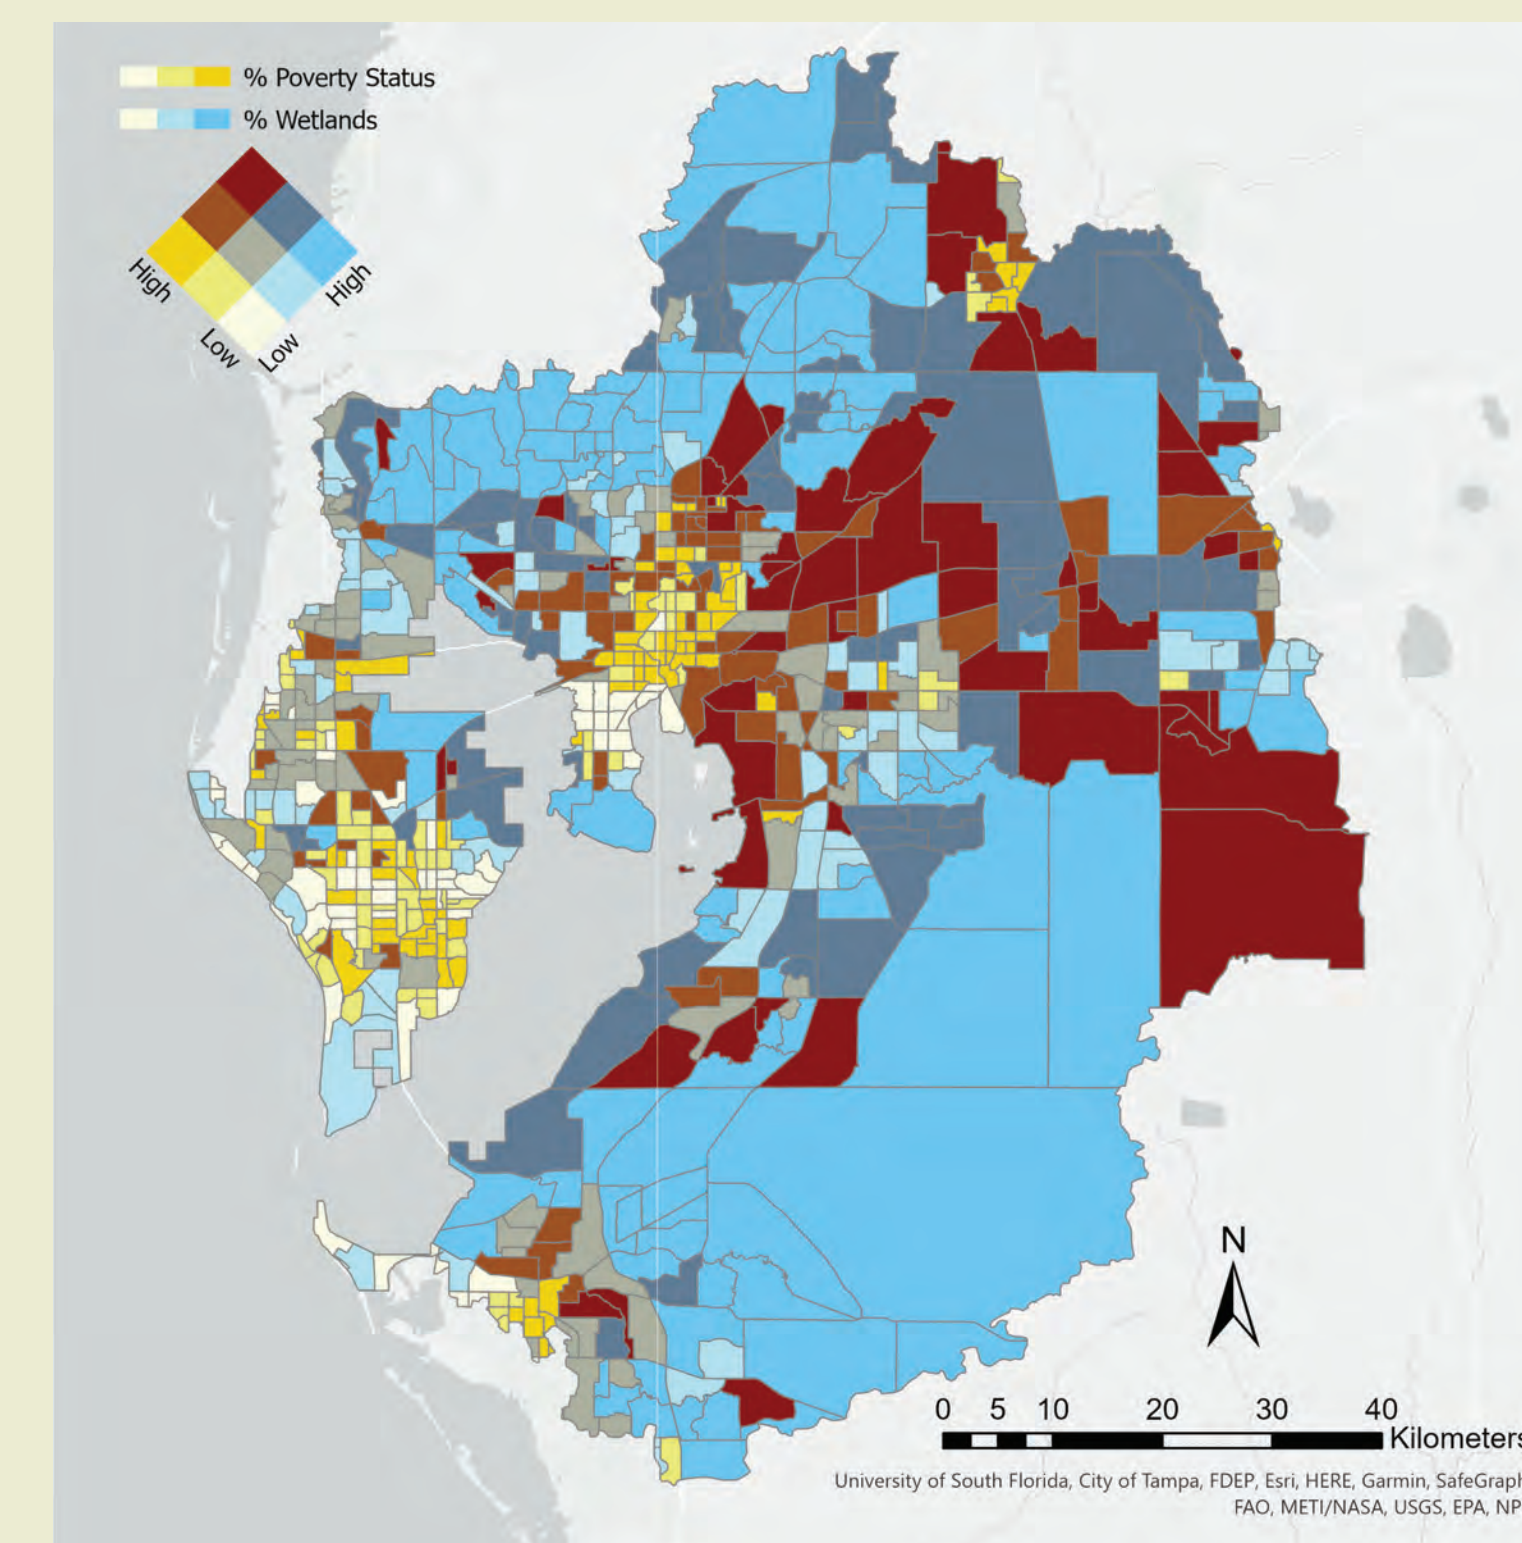 % Poverty Status
% Wetlands
High
High
Low
Low
N
0 5 10 20 30 40
Kilometers
University of South Florida, City of Tampa, FDEP, Esri, HERE, Garmin, SafeGraph
FAO, METI/NASA, USGS, EPA, NP